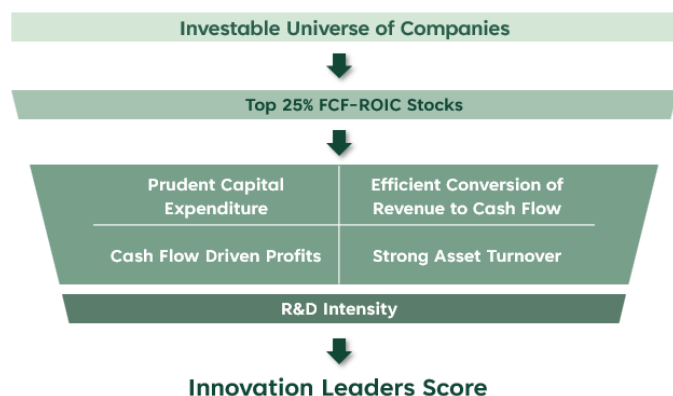 Investable Universe of Companies
Top 25% FCF-ROIC Stocks
Prudent Capital
Expenditure
Efficient Conversion of
Revenue to Cash Flow
Cash Flow Driven Profits
Strong Asset Turnover
R&D Intensity
Innovation Leaders Score